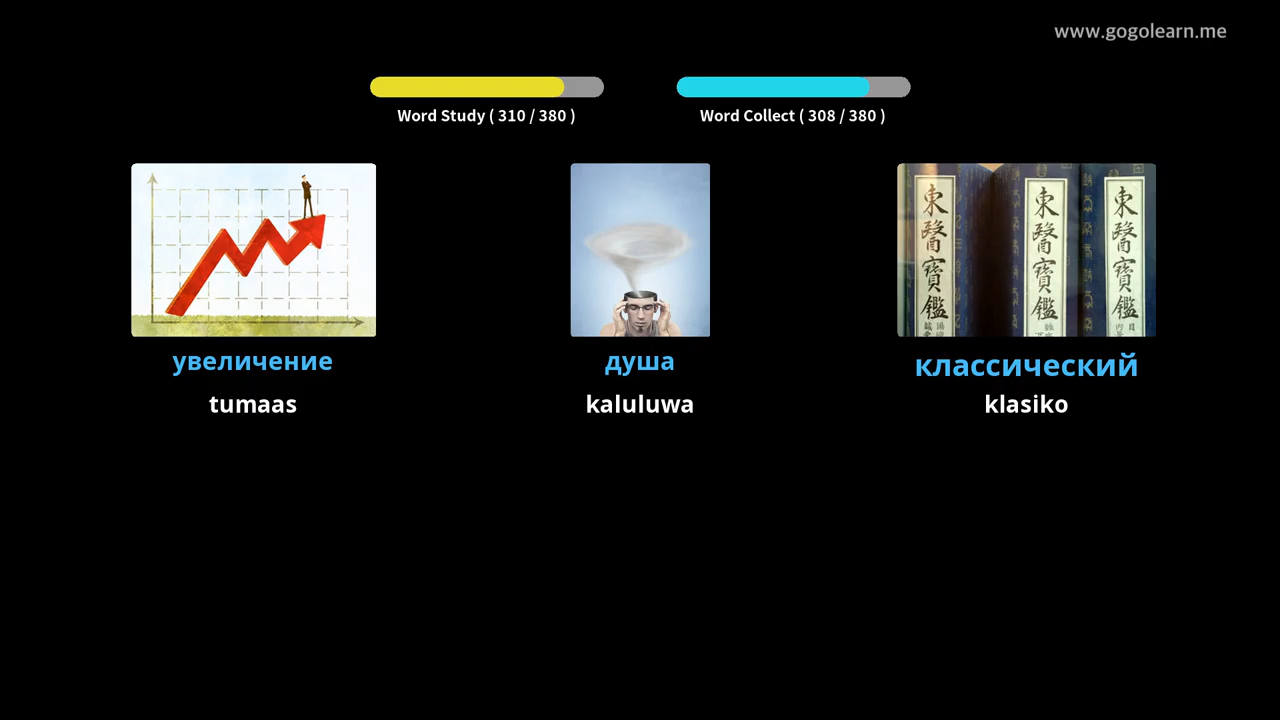 www.gogolearn.me
Word Study ( 310 / 380 )
Word Collect ( 308 / 380 )
東醫寶鑑
東醫寶鑑
東醫寶鑑
увеличение
душа
классический
tumaas
kaluluwa
klasiko